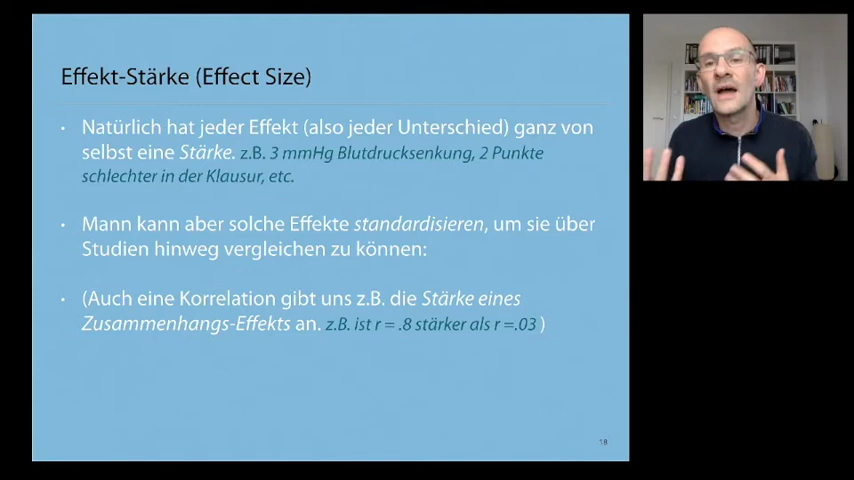 Effekt-Stärke (Effect Size)
• Natürlich hat jeder Effekt (also jeder Unterschied) ganz von
selbst eine Stärke. z.B. 3 mmHg Blutdrucksenkung, 2 Punkte
schlechter in der Klausur, etc.
• Mann kann aber solche Effekte standardisieren, um sie über
Studien hinweg vergleichen zu können:
• (Auch eine Korrelation gibt uns z.B. die Stärke eines
Zusammenhangs-Effekts an. z.B. ist r = .8 stärker als r =.03 )
18